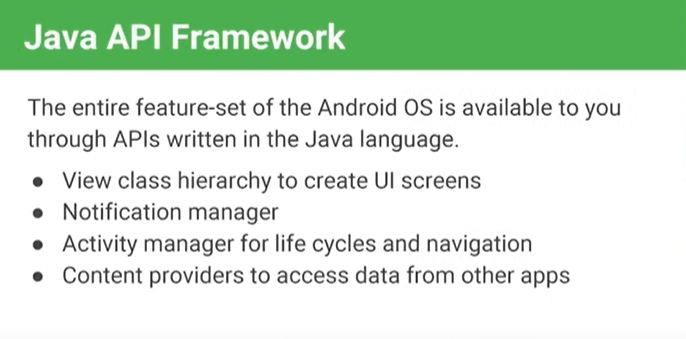 Java API Framework
The entire feature-set of the Android OS is available to you
through APIs written in the Java language.
● View class hierarchy to create UI screens
● Notification manager
● Activity manager for life cycles and navigation
● Content providers to access data from other apps